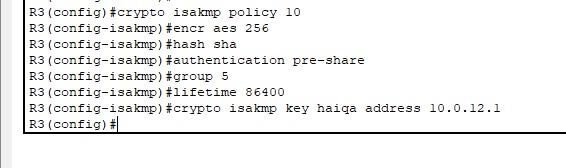 R3(config)#crypto isakmp policy 10
R3(config-isakmp)#encr aes 256
R3(config-isakmp)#hash sha
R3(config-isakmp)#authentication pre-share
R3(config-isakmp)#group 5
R3(config-isakmp)#lifetime 86400
R3(config-isakmp)#crypto isakmp key haiqa address 10.0.12.1
R3(config)#